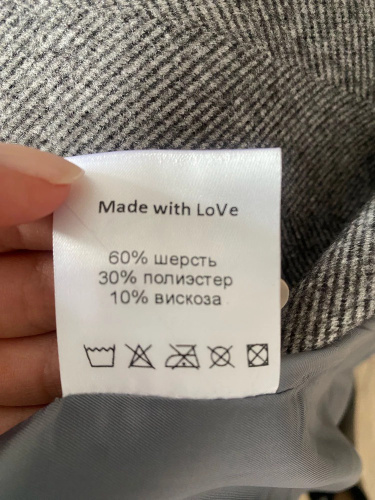 Made with LoVe
60% шерсть
30% полиэстер
10% вискоза